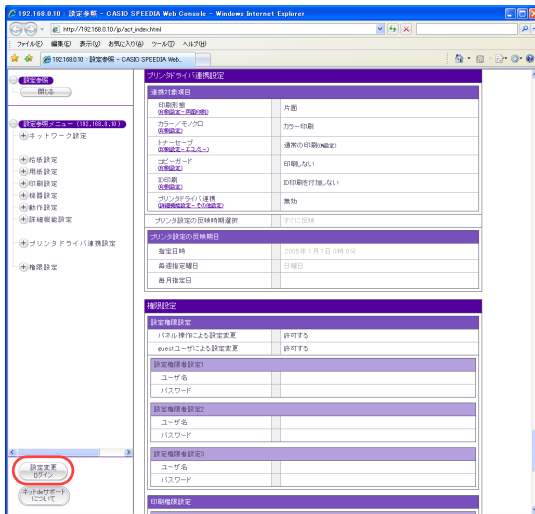 192.168.0.10 : 設定参照 - CASIO SPEEDIA Web Console - Windows Internet Explorer
http://192.168.0.10/jp/act_index.html
ファイル(F) 編集(E) 表示(V) お気に入り(A) ツール(T) ヘルプ(H)
192.168.0.10 : 設定参照 - CASIO SPEEDIA Web...
設定参照
閉じる
設定参照メニュー (192.168.0.10)
ネットワーク設定
給紙設定
用紙設定
印刷設定
機器設定
動作設定
詳細機能設定
プリンタドライバ連携設定
権限設定
設定変更
ログイン
ネットdeサポート
について
プリンタドライバ連携設定
連携対象項目
印刷形態
(印刷設定-両面印刷)
片面
カラー/モノクロ
(印刷設定)
カラー印刷
トナーセーブ
(印刷設定-エコノミー)
通常の印刷(0%設定)
コピーガード
(印刷設定)
印刷しない
ID印刷
(印刷設定)
ID印刷を付加しない
プリンタドライバ連携
(詳細機能設定-その他設定)
無効
プリンタ設定の反映時期選択 すぐに反映
プリンタ設定の反映期日
指定日時 2005年1月1日 0時0分
毎週指定曜日 日曜日
毎月指定日
権限設定
設定権限設定
パネル操作による設定変更 許可する
guestユーザによる設定変更 許可する
設定権限者設定1
ユーザ名
パスワード
設定権限者設定2
ユーザ名
パスワード
設定権限者設定3
ユーザ名
パスワード
印刷権限設定